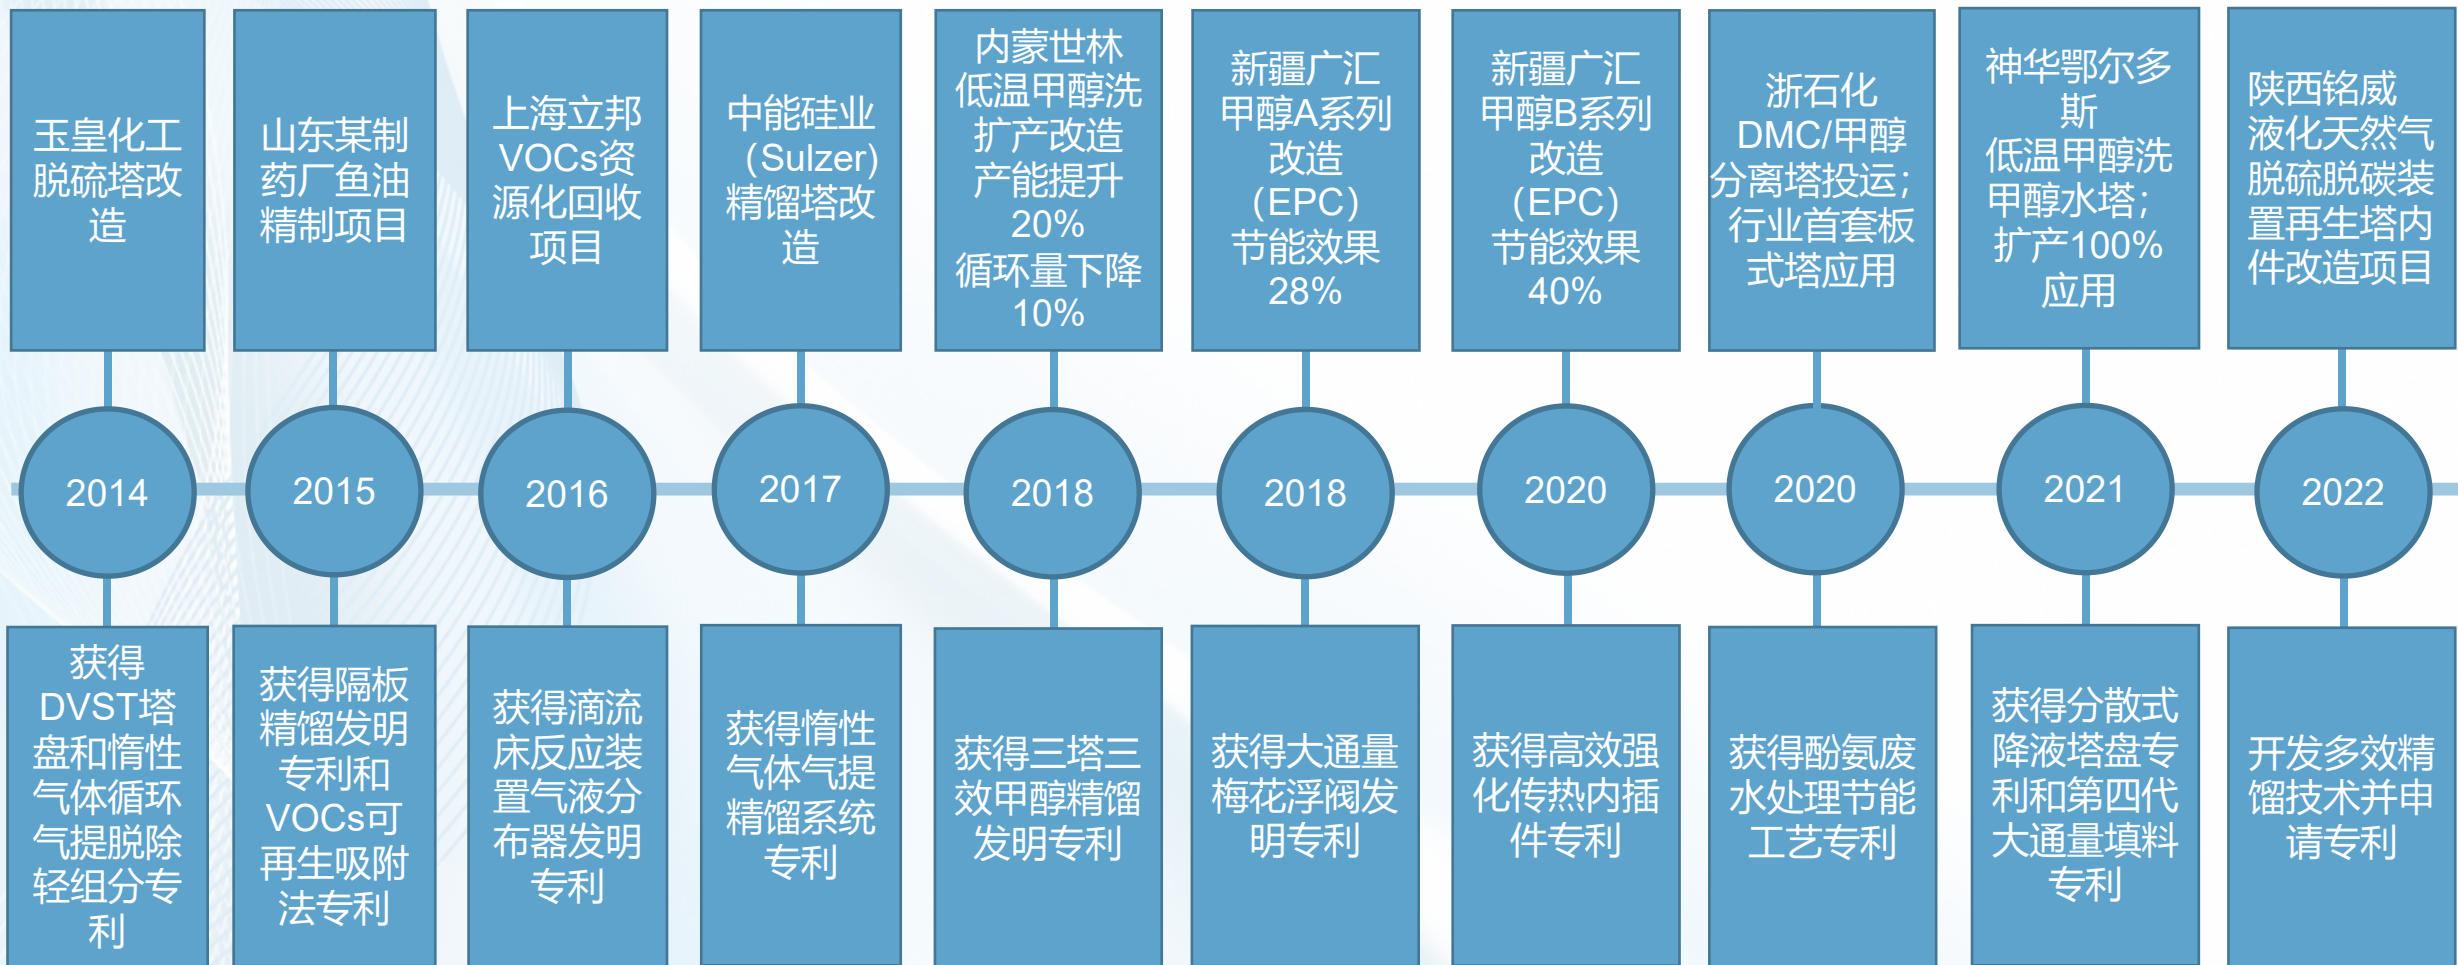 玉皇化工
脱硫塔改
造
山东某制
药厂鱼油
精制项目
上海立邦
VOCs资
源化回收
项目
中能硅业
（Sulzer)
精馏塔改
造
内蒙世林
低温甲醇洗
扩产改造
产能提升
20%
循环量下降
10%
新疆广汇
甲醇A系列
改造
（EPC）
节能效果
28%
新疆广汇
甲醇B系列
改造
（EPC）
节能效果
40%
浙石化
DMC/甲醇
分离塔投运；
行业首套板
式塔应用
神华鄂尔多
斯
低温甲醇洗
甲醇水塔；
扩产100%
应用
陕西铭威
液化天然气
脱硫脱碳装
置再生塔内
件改造项目
2014
2015
2016
2017
2018
2018
2020
2020
2021
2022
获得
DVST塔
盘和惰性
气体循环
气提脱除
轻组分专
利
获得隔板
精馏发明
专利和
VOCs可
再生吸附
法专利
获得滴流
床反应装
置气液分
布器发明
专利
获得惰性
气体气提
精馏系统
专利
获得三塔三
效甲醇精馏
发明专利
获得大通量
梅花浮阀发
明专利
获得高效强
化传热内插
件专利
获得酚氨废
水处理节能
工艺专利
获得分散式
降液塔盘专
利和第四代
大通量填料
专利
开发多效精
馏技术并申
请专利